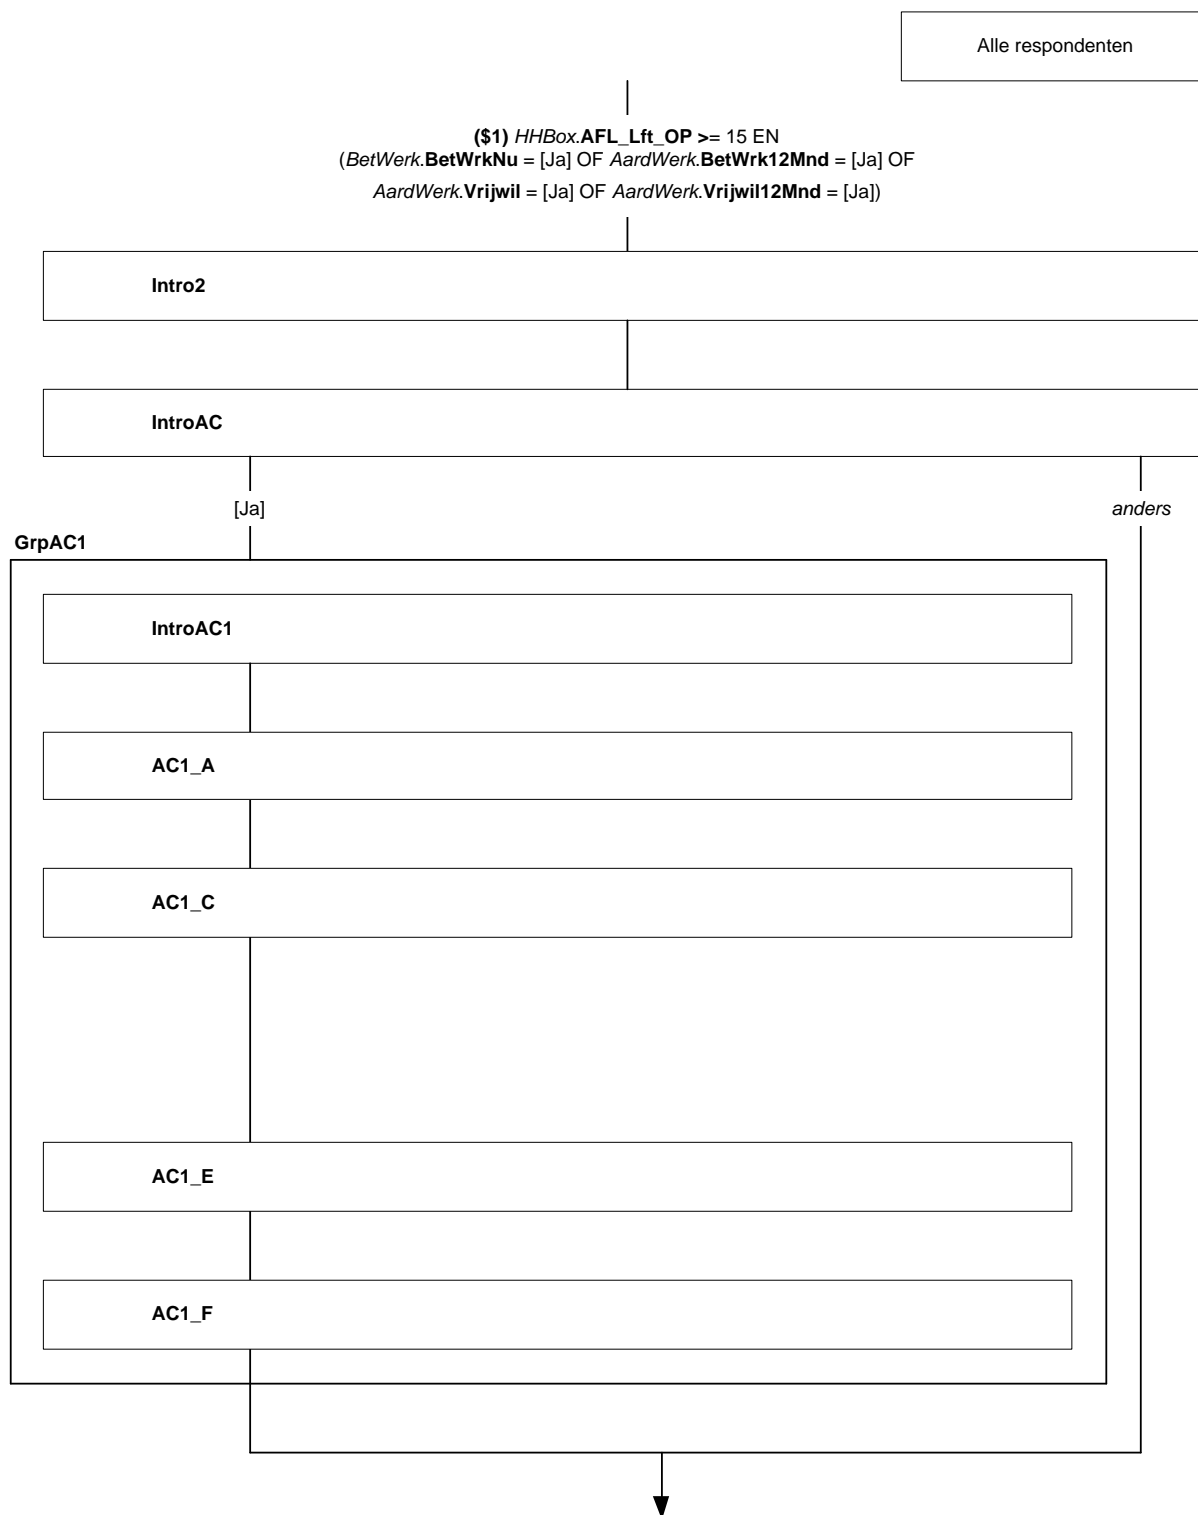 Alle respondenten
($1) HHBox.AFL_Lft_OP >= 15 EN
(BetWerk.BetWrkNu = [Ja] OF AardWerk.BetWrk12Mnd = [Ja] OF
AardWerk.Vrijwil = [Ja] OF AardWerk.Vrijwil12Mnd = [Ja])
Intro2
IntroAC
[Ja]
anders
GrpAC1
IntroAC1
AC1_A
AC1_C
AC1_E
AC1_F